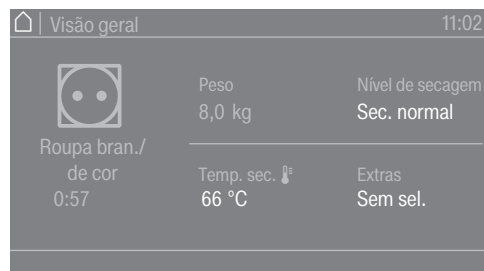 Visão geral
11:02
Roupa bran./
de cor
0:57
Peso
8,0 kg
Nível de secagem
Sec. normal
Temp. sec.
66 °C
Extras
Sem sel.